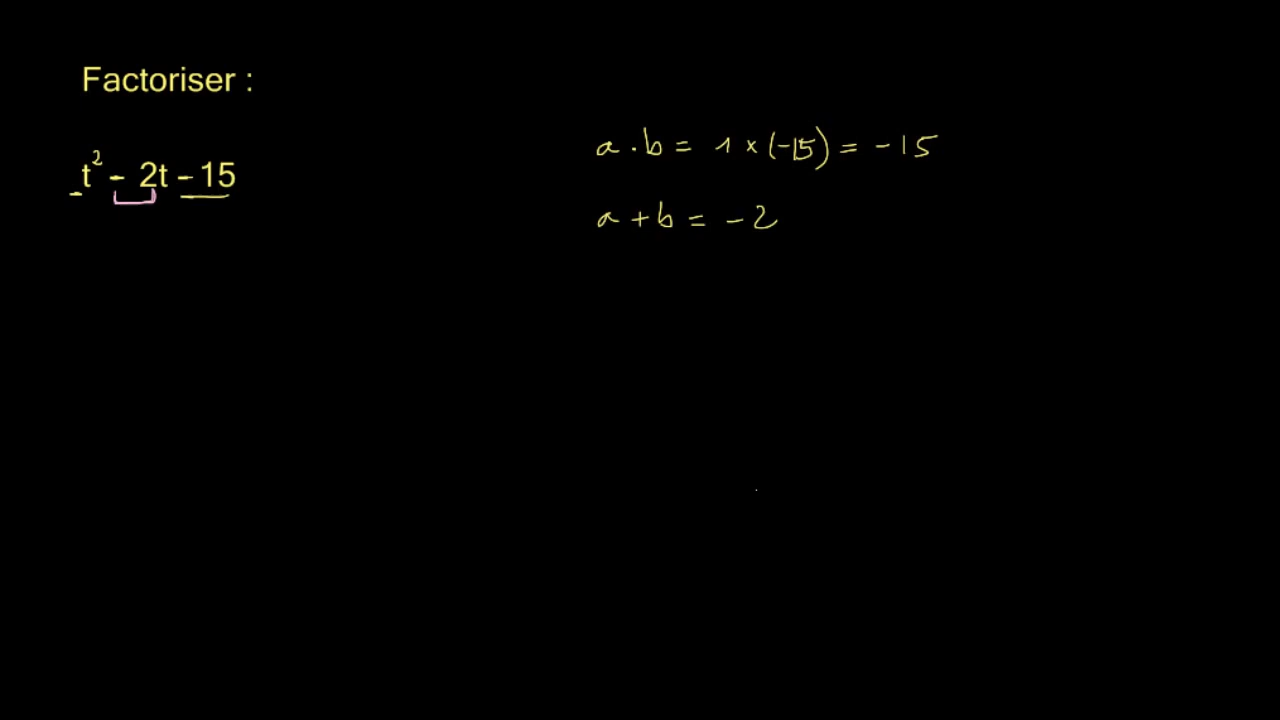 Factoriser :
t² - 2t - 15
a · b = 1 × (-15) = -15
a + b = -2